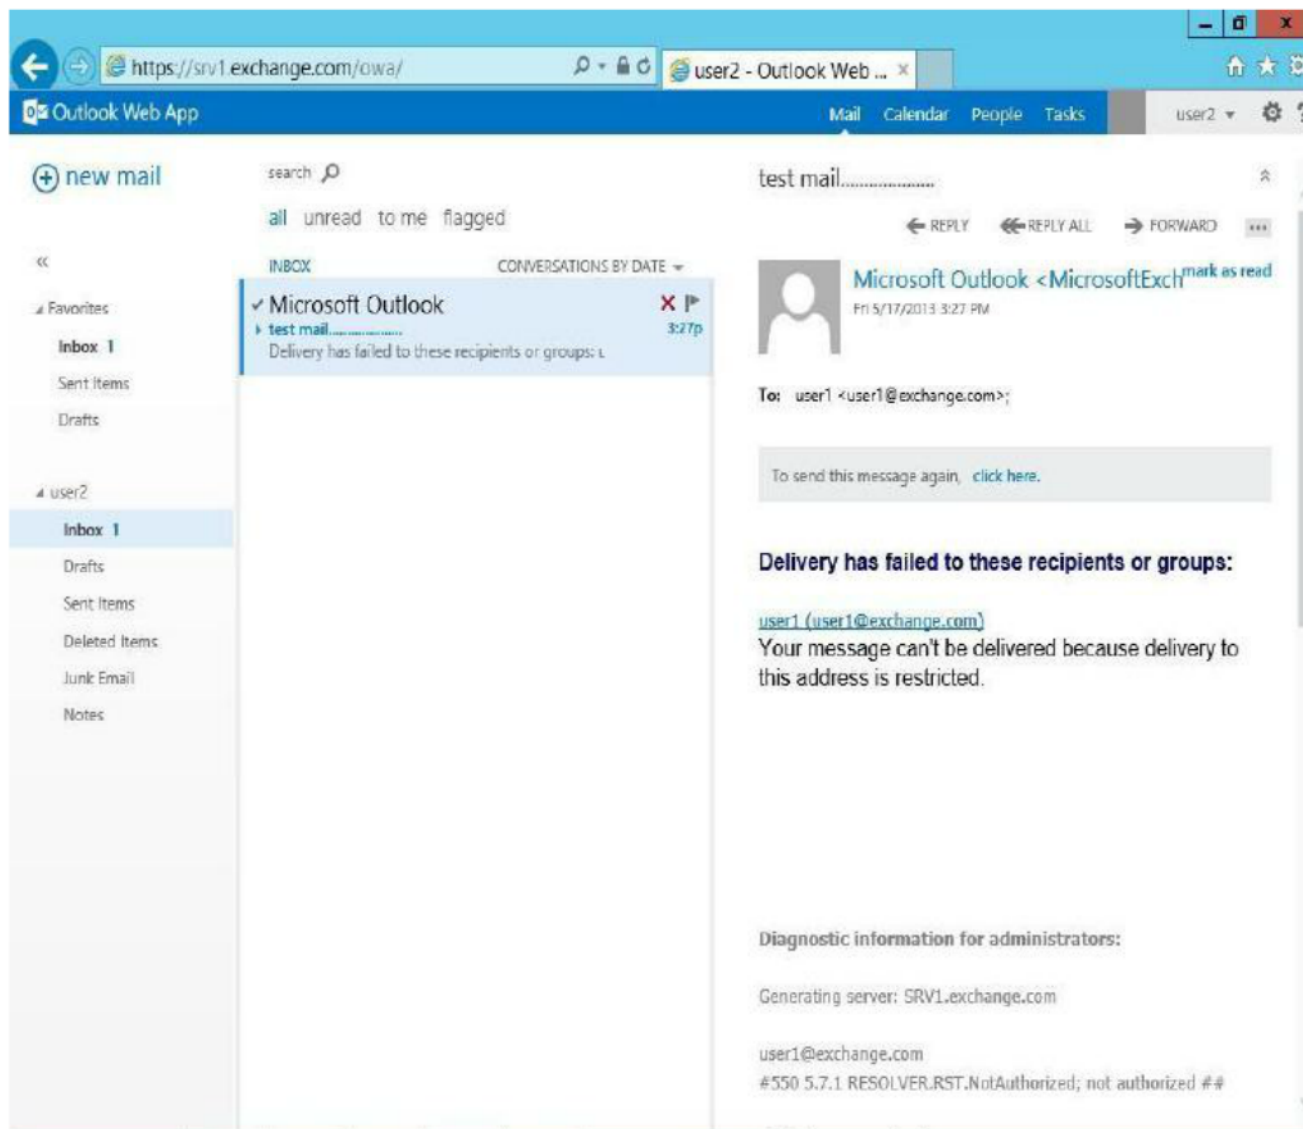 https://srv1.exchange.com/owa/
user2 - Outlook Web ...
Outlook Web App
Mail Calendar People Tasks
user2
new mail
Favorites
Inbox 1
Sent Items
Drafts
user2
Inbox 1
Drafts
Sent Items
Deleted Items
Junk Email
Notes
search
all unread to me flagged
INBOX CONVERSATIONS BY DATE
Microsoft Outlook
test mail.................... 3:27p
Delivery has failed to these recipients or groups:
test mail....................
REPLY REPLY ALL FORWARD ...
Microsoft Outlook <MicrosoftExch mark as read
Fri 5/17/2013 3:27 PM
To: user1 <user1@exchange.com>;
To send this message again, click here.
Delivery has failed to these recipients or groups:
user1 (user1@exchange.com)
Your message can't be delivered because delivery to
this address is restricted.
Diagnostic information for administrators:
Generating server: SRV1.exchange.com
user1@exchange.com
#550 5.7.1 RESOLVER.RST.NotAuthorized; not authorized ##